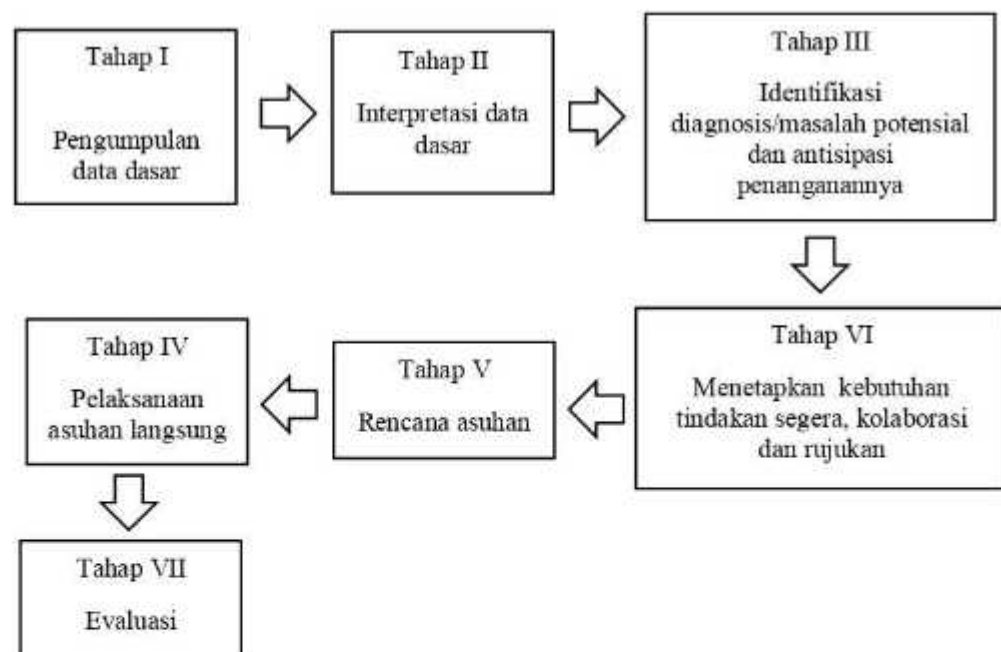 Tahap I
Pengumpulan
data dasar
Tahap II
Interpretasi data
dasar
Tahap III
Identifikasi
diagnosis/masalah potensial
dan antisipasi
penanganannya
Tahap VI
Menetapkan kebutuhan
tindakan segera, kolaborasi
dan rujukan
Tahap V
Rencana asuhan
Tahap IV
Pelaksanaan
asuhan langsung
Tahap VII
Evaluasi